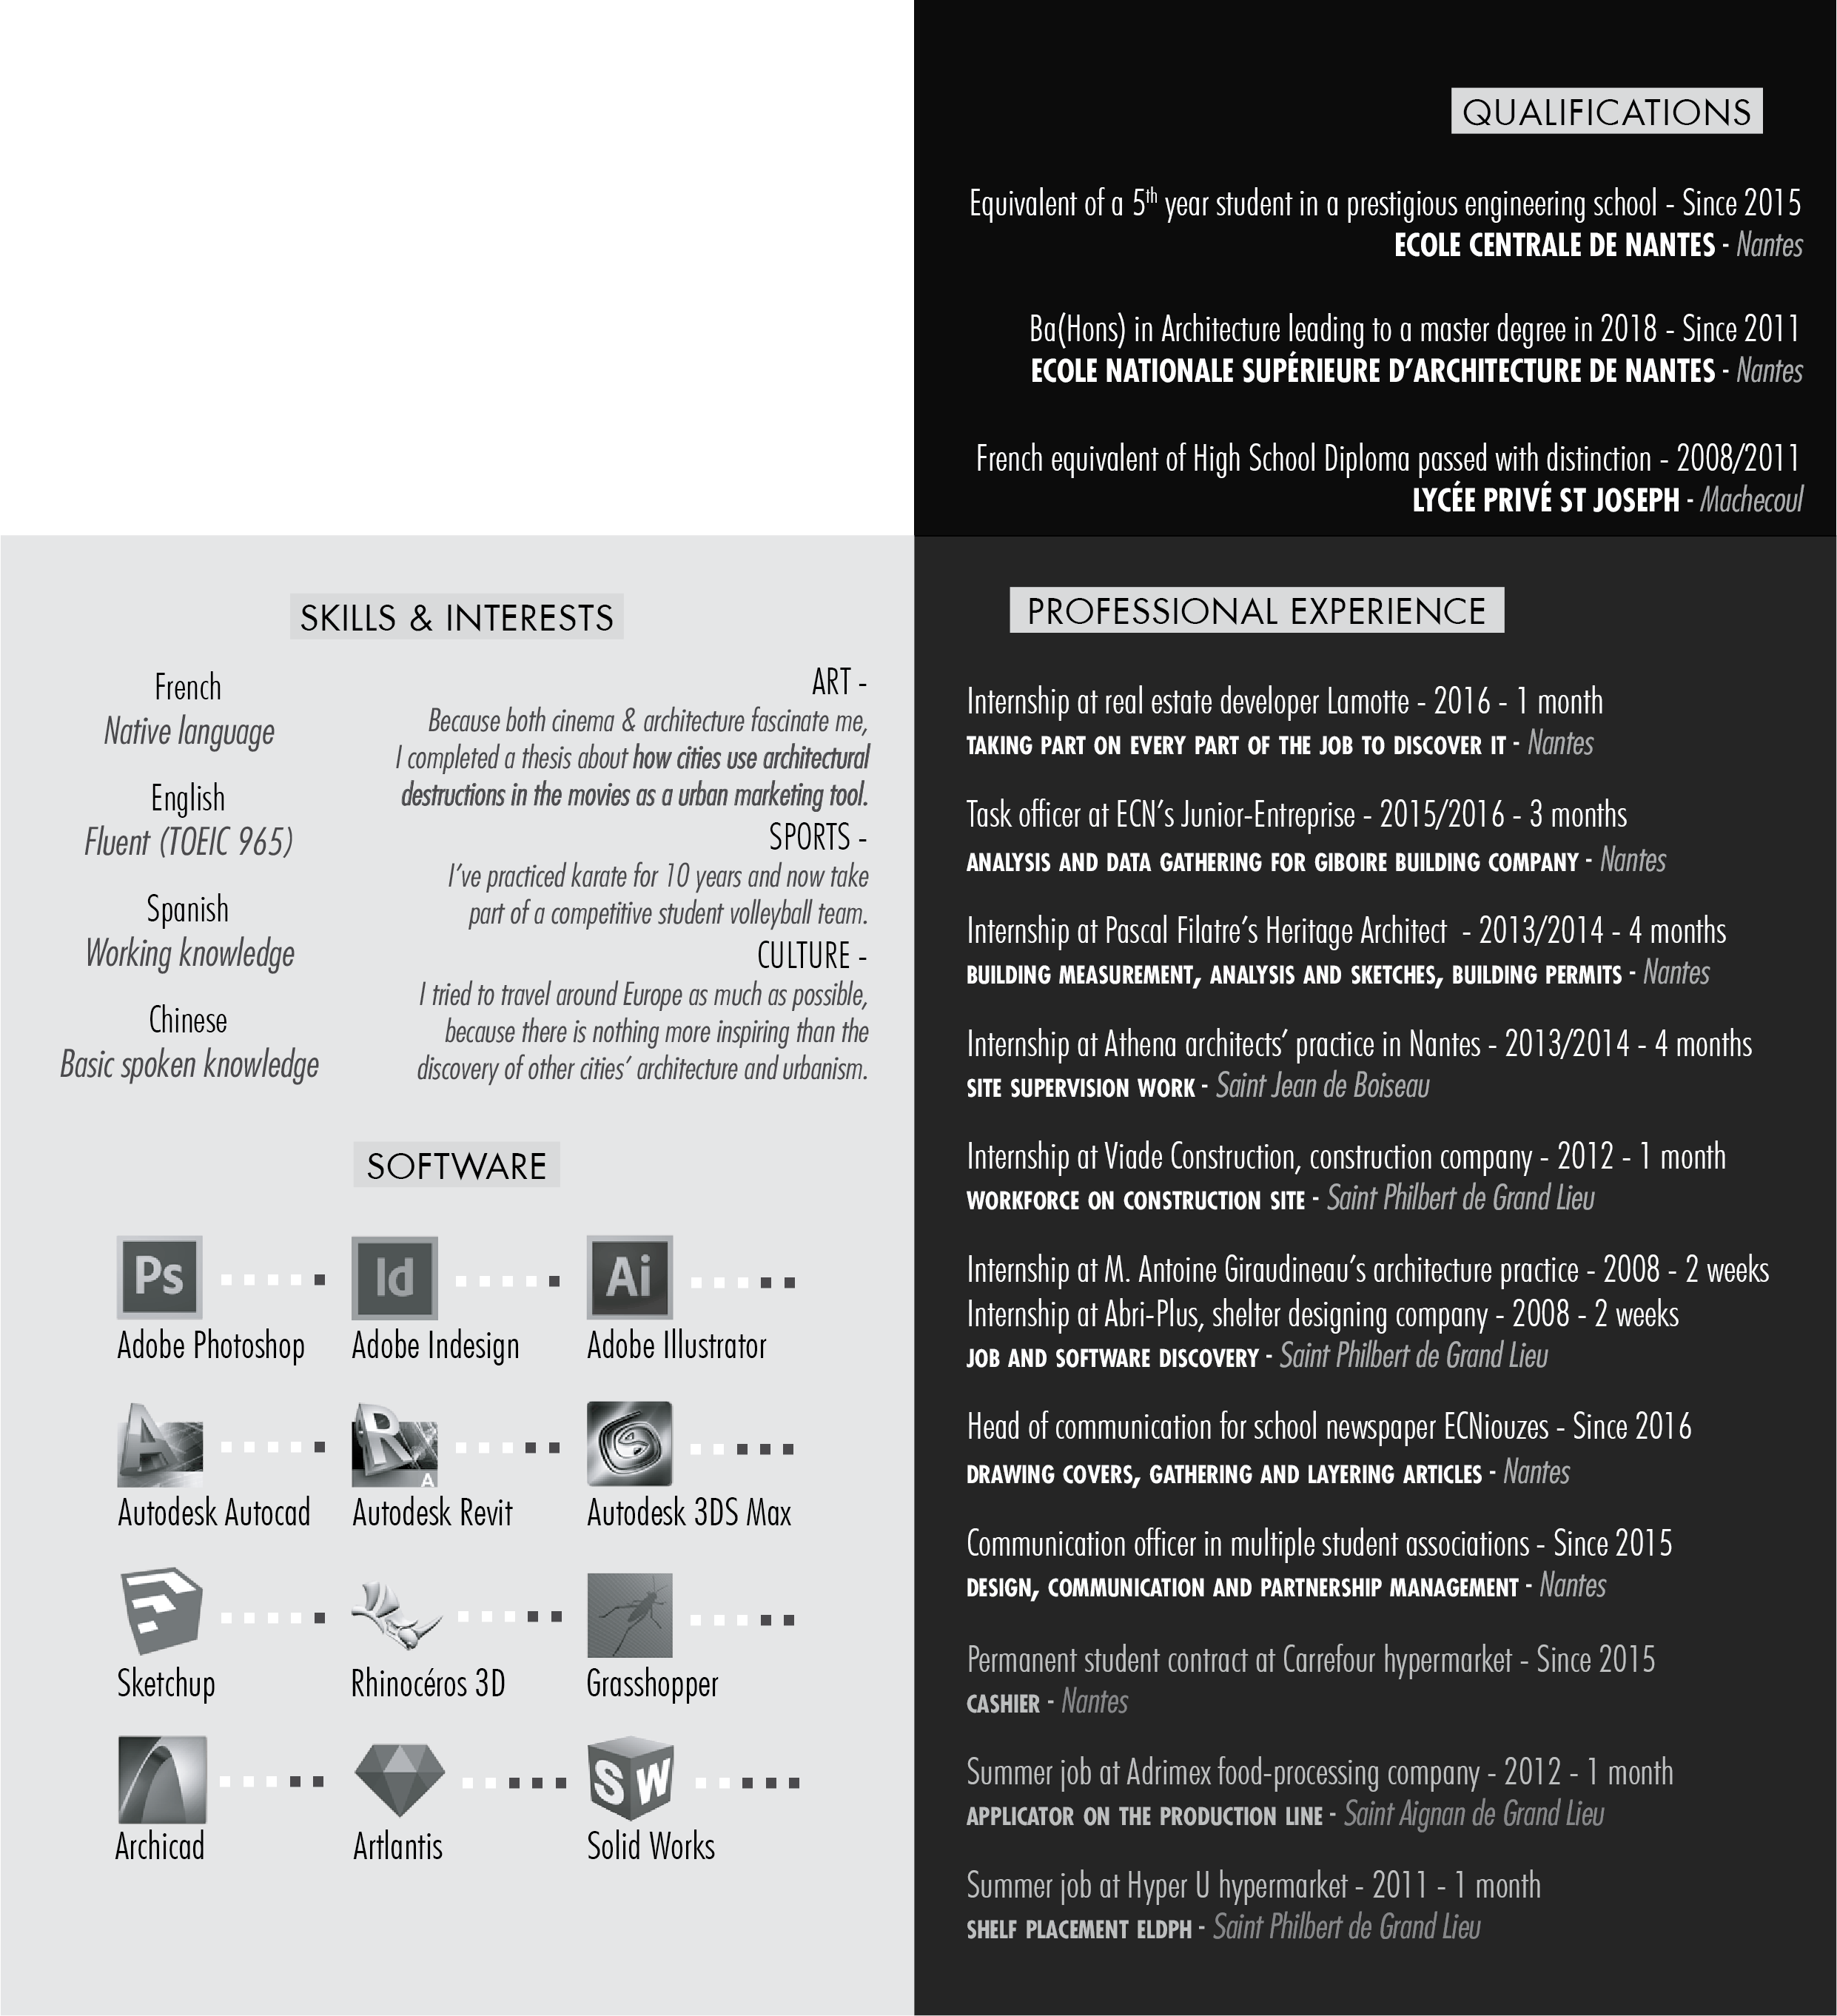 QUALIFICATIONS
Equivalent of a 5th year student in a prestigious engineering school - Since 2015
ECOLE CENTRALE DE NANTES - Nantes
Ba(Hons) in Architecture leading to a master degree in 2018 - Since 2011
ECOLE NATIONALE SUPÉRIEURE D'ARCHITECTURE DE NANTES - Nantes
French equivalent of High School Diploma passed with distinction - 2008/2011
LYCÉE PRIVÉ ST JOSEPH - Machecoul
SKILLS & INTERESTS
French
Native language
English
Fluent (TOEIC 965)
Spanish
Working knowledge
Chinese
Basic spoken knowledge
ART -
Because both cinema & architecture fascinate me,
I completed a thesis about how cities use architectural
destructions in the movies as a urban marketing tool.
SPORTS -
I've practiced karate for 10 years and now take
part of a competitive student volleyball team.
CULTURE -
I tried to travel around Europe as much as possible,
because there is nothing more inspiring than the
discovery of other cities' architecture and urbanism.
SOFTWARE
Ps
Id
Ai
Adobe Photoshop
Adobe Indesign
Adobe Illustrator
A
R
A
S
Autodesk Autocad
Autodesk Revit
Autodesk 3DS Max
Sketchup
Rhinocéros 3D
Grasshopper
SW
Archicad
Artlantis
Solid Works
PROFESSIONAL EXPERIENCE
Internship at real estate developer Lamotte - 2016 - 1 month
TAKING PART ON EVERY PART OF THE JOB TO DISCOVER IT - Nantes
Task officer at ECN's Junior-Entreprise - 2015/2016 - 3 months
ANALYSIS AND DATA GATHERING FOR GIBOIRE BUILDING COMPANY - Nantes
Internship at Pascal Filatre's Heritage Architect - 2013/2014 - 4 months
BUILDING MEASUREMENT, ANALYSIS AND SKETCHES, BUILDING PERMITS - Nantes
Internship at Athena architects' practice in Nantes - 2013/2014 - 4 months
SITE SUPERVISION WORK - Saint Jean de Boiseau
Internship at Viade Construction, construction company - 2012 - 1 month
WORKFORCE ON CONSTRUCTION SITE - Saint Philbert de Grand Lieu
Internship at M. Antoine Giraudineau's architecture practice - 2008 - 2 weeks
Internship at Abri-Plus, shelter designing company - 2008 - 2 weeks
JOB AND SOFTWARE DISCOVERY - Saint Philbert de Grand Lieu
Head of communication for school newspaper ECNiouzes - Since 2016
DRAWING COVERS, GATHERING AND LAYERING ARTICLES - Nantes
Communication officer in multiple student associations - Since 2015
DESIGN, COMMUNICATION AND PARTNERSHIP MANAGEMENT - Nantes
Permanent student contract at Carrefour hypermarket - Since 2015
CASHIER - Nantes
Summer job at Adrimex food-processing company - 2012 - 1 month
APPLICATOR ON THE PRODUCTION LINE - Saint Aignan de Grand Lieu
Summer job at Hyper U hypermarket - 2011 - 1 month
SHELF PLACEMENT ELDPH - Saint Philbert de Grand Lieu